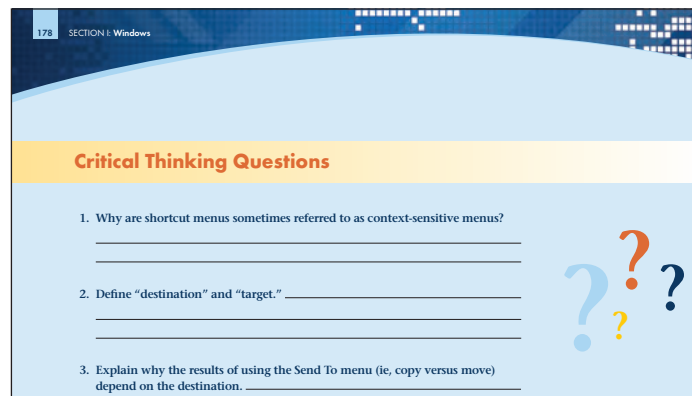 178 SECTION I: Windows
Critical Thinking Questions
1. Why are shortcut menus sometimes referred to as context-sensitive menus?
2. Define “destination” and “target.”
3. Explain why the results of using the Send To menu (ie, copy versus move)
depend on the destination.
? ? ? ?